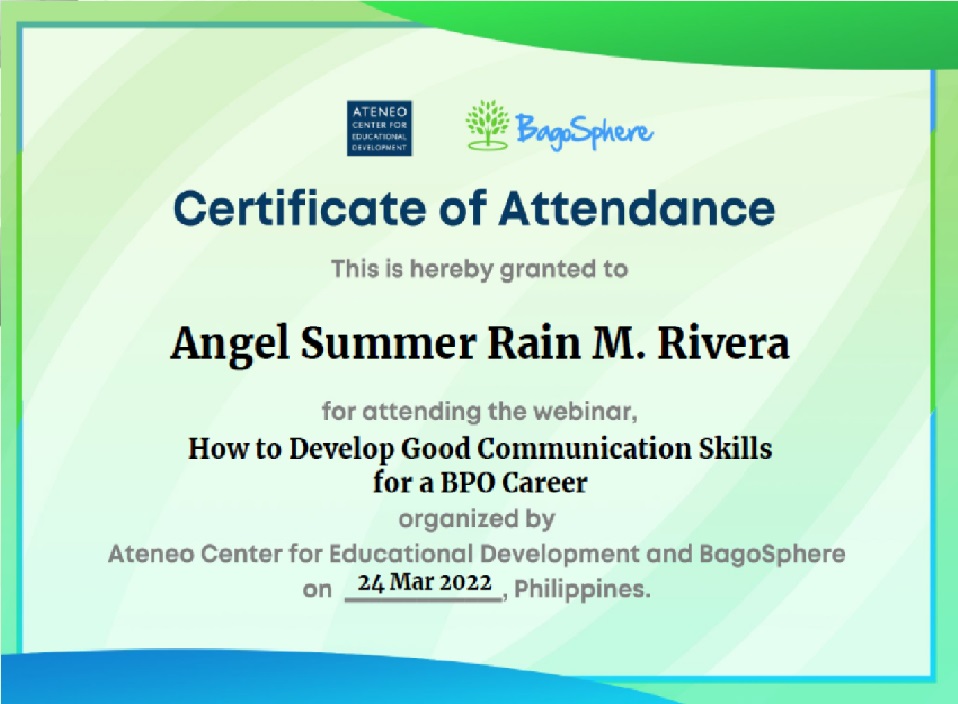 ATENEO
CENTER FOR
EDUCATIONAL
DEVELOPMENT
BagoSphere
Certificate of Attendance
This is hereby granted to
Angel Summer Rain M. Rivera
for attending the webinar,
How to Develop Good Communication Skills
for a BPO Career
organized by
Ateneo Center for Educational Development and BagoSphere
on 24 Mar 2022, Philippines.